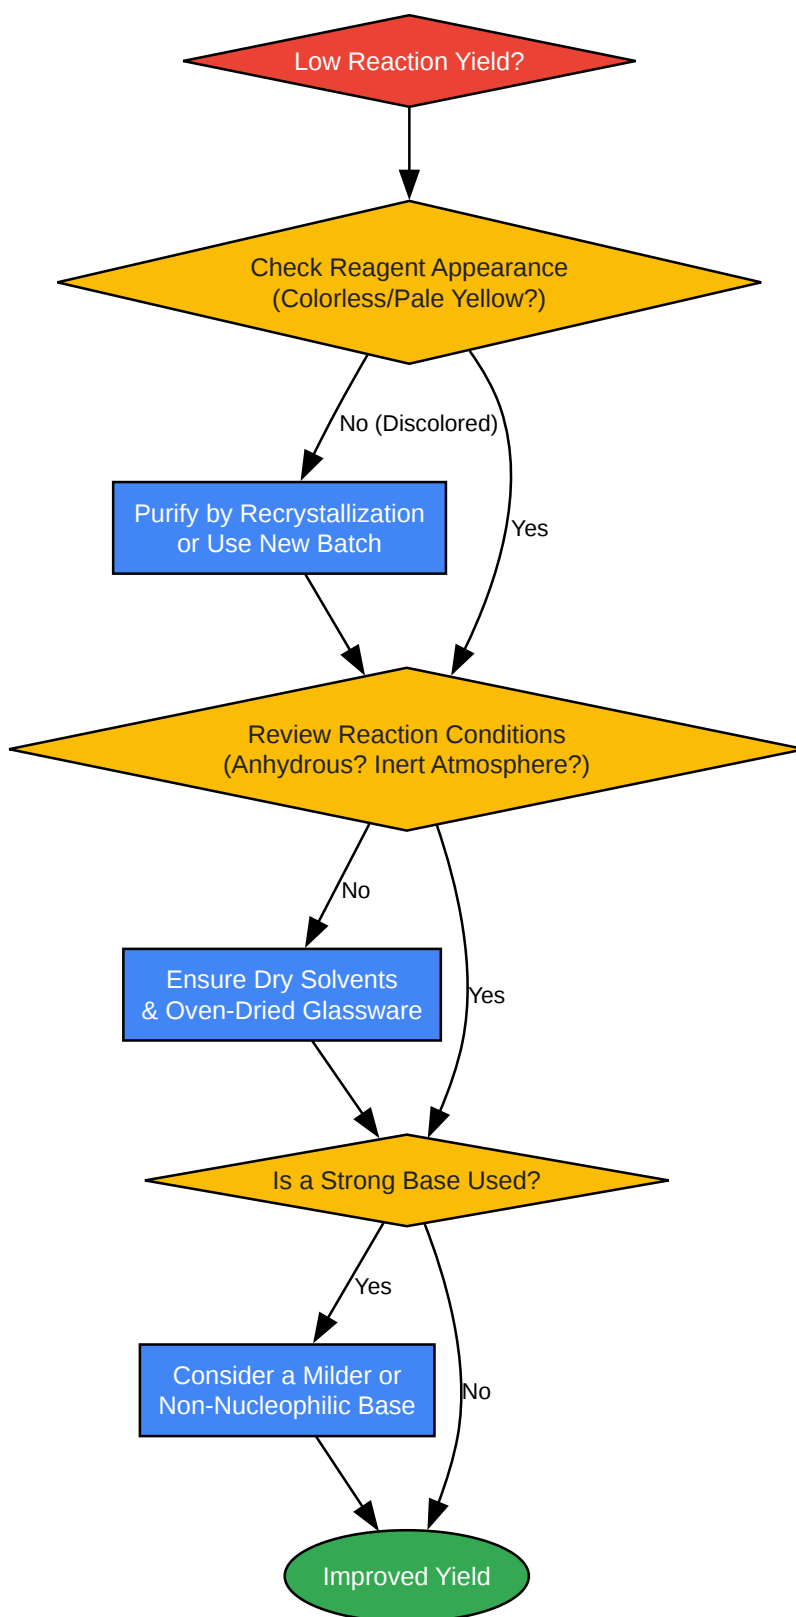 Low Reaction Yield?
Check Reagent Appearance
(Colorless/Pale Yellow?)
No (Discolored)
Purify by Recrystallization
or Use New Batch
Yes
Review Reaction Conditions
(Anhydrous? Inert Atmosphere?)
No
Ensure Dry Solvents
& Oven-Dried Glassware
Yes
Is a Strong Base Used?
Yes
Consider a Milder or
Non-Nucleophilic Base
No
Improved Yield